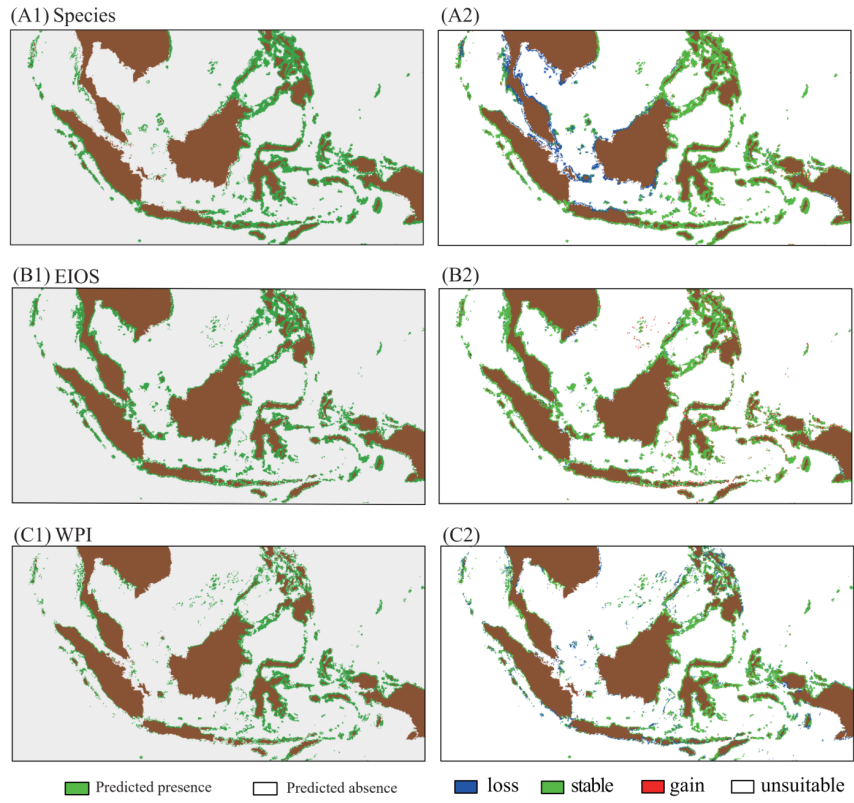 (A1) Species
(A2)
(B1) EIOS
(B2)
(C1) WPI
(C2)
Predicted presence
Predicted absence
loss
stable
gain
unsuitable